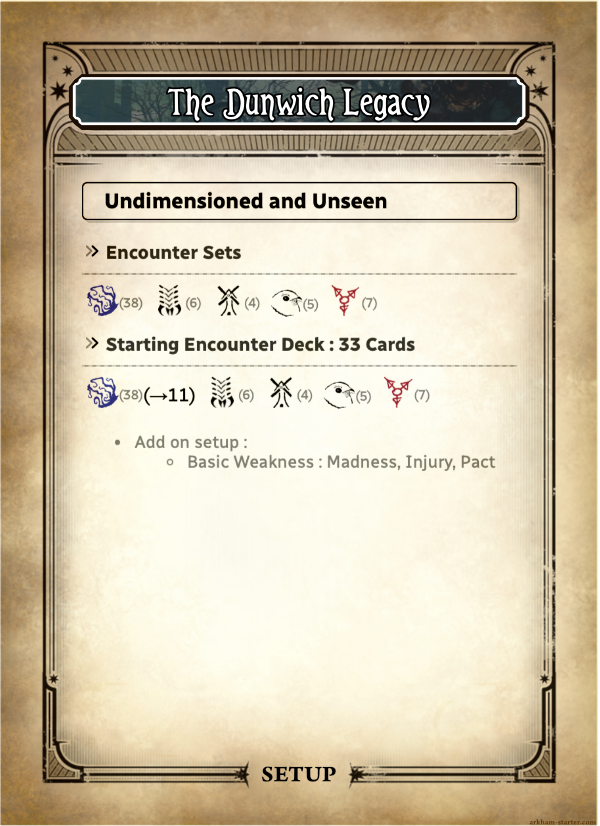 The Dunwich Legacy
Undimensioned and Unseen
» Encounter Sets
(38) (6) (4) (5) (7)
» Starting Encounter Deck : 33 Cards
(38)(→11) (6) (4) (5) (7)
• Add on setup :
◦ Basic Weakness : Madness, Injury, Pact
SETUP
arkham-starter.com